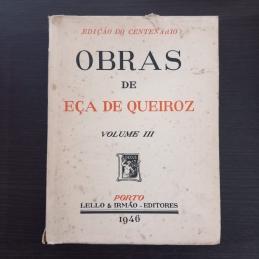 EDIÇÃO DO CENTENÁRIO
OBRAS
DE
EÇA DE QUEIROZ
VOLUME III
PORTO
LELLO & IRMÃO - EDITORES
1946